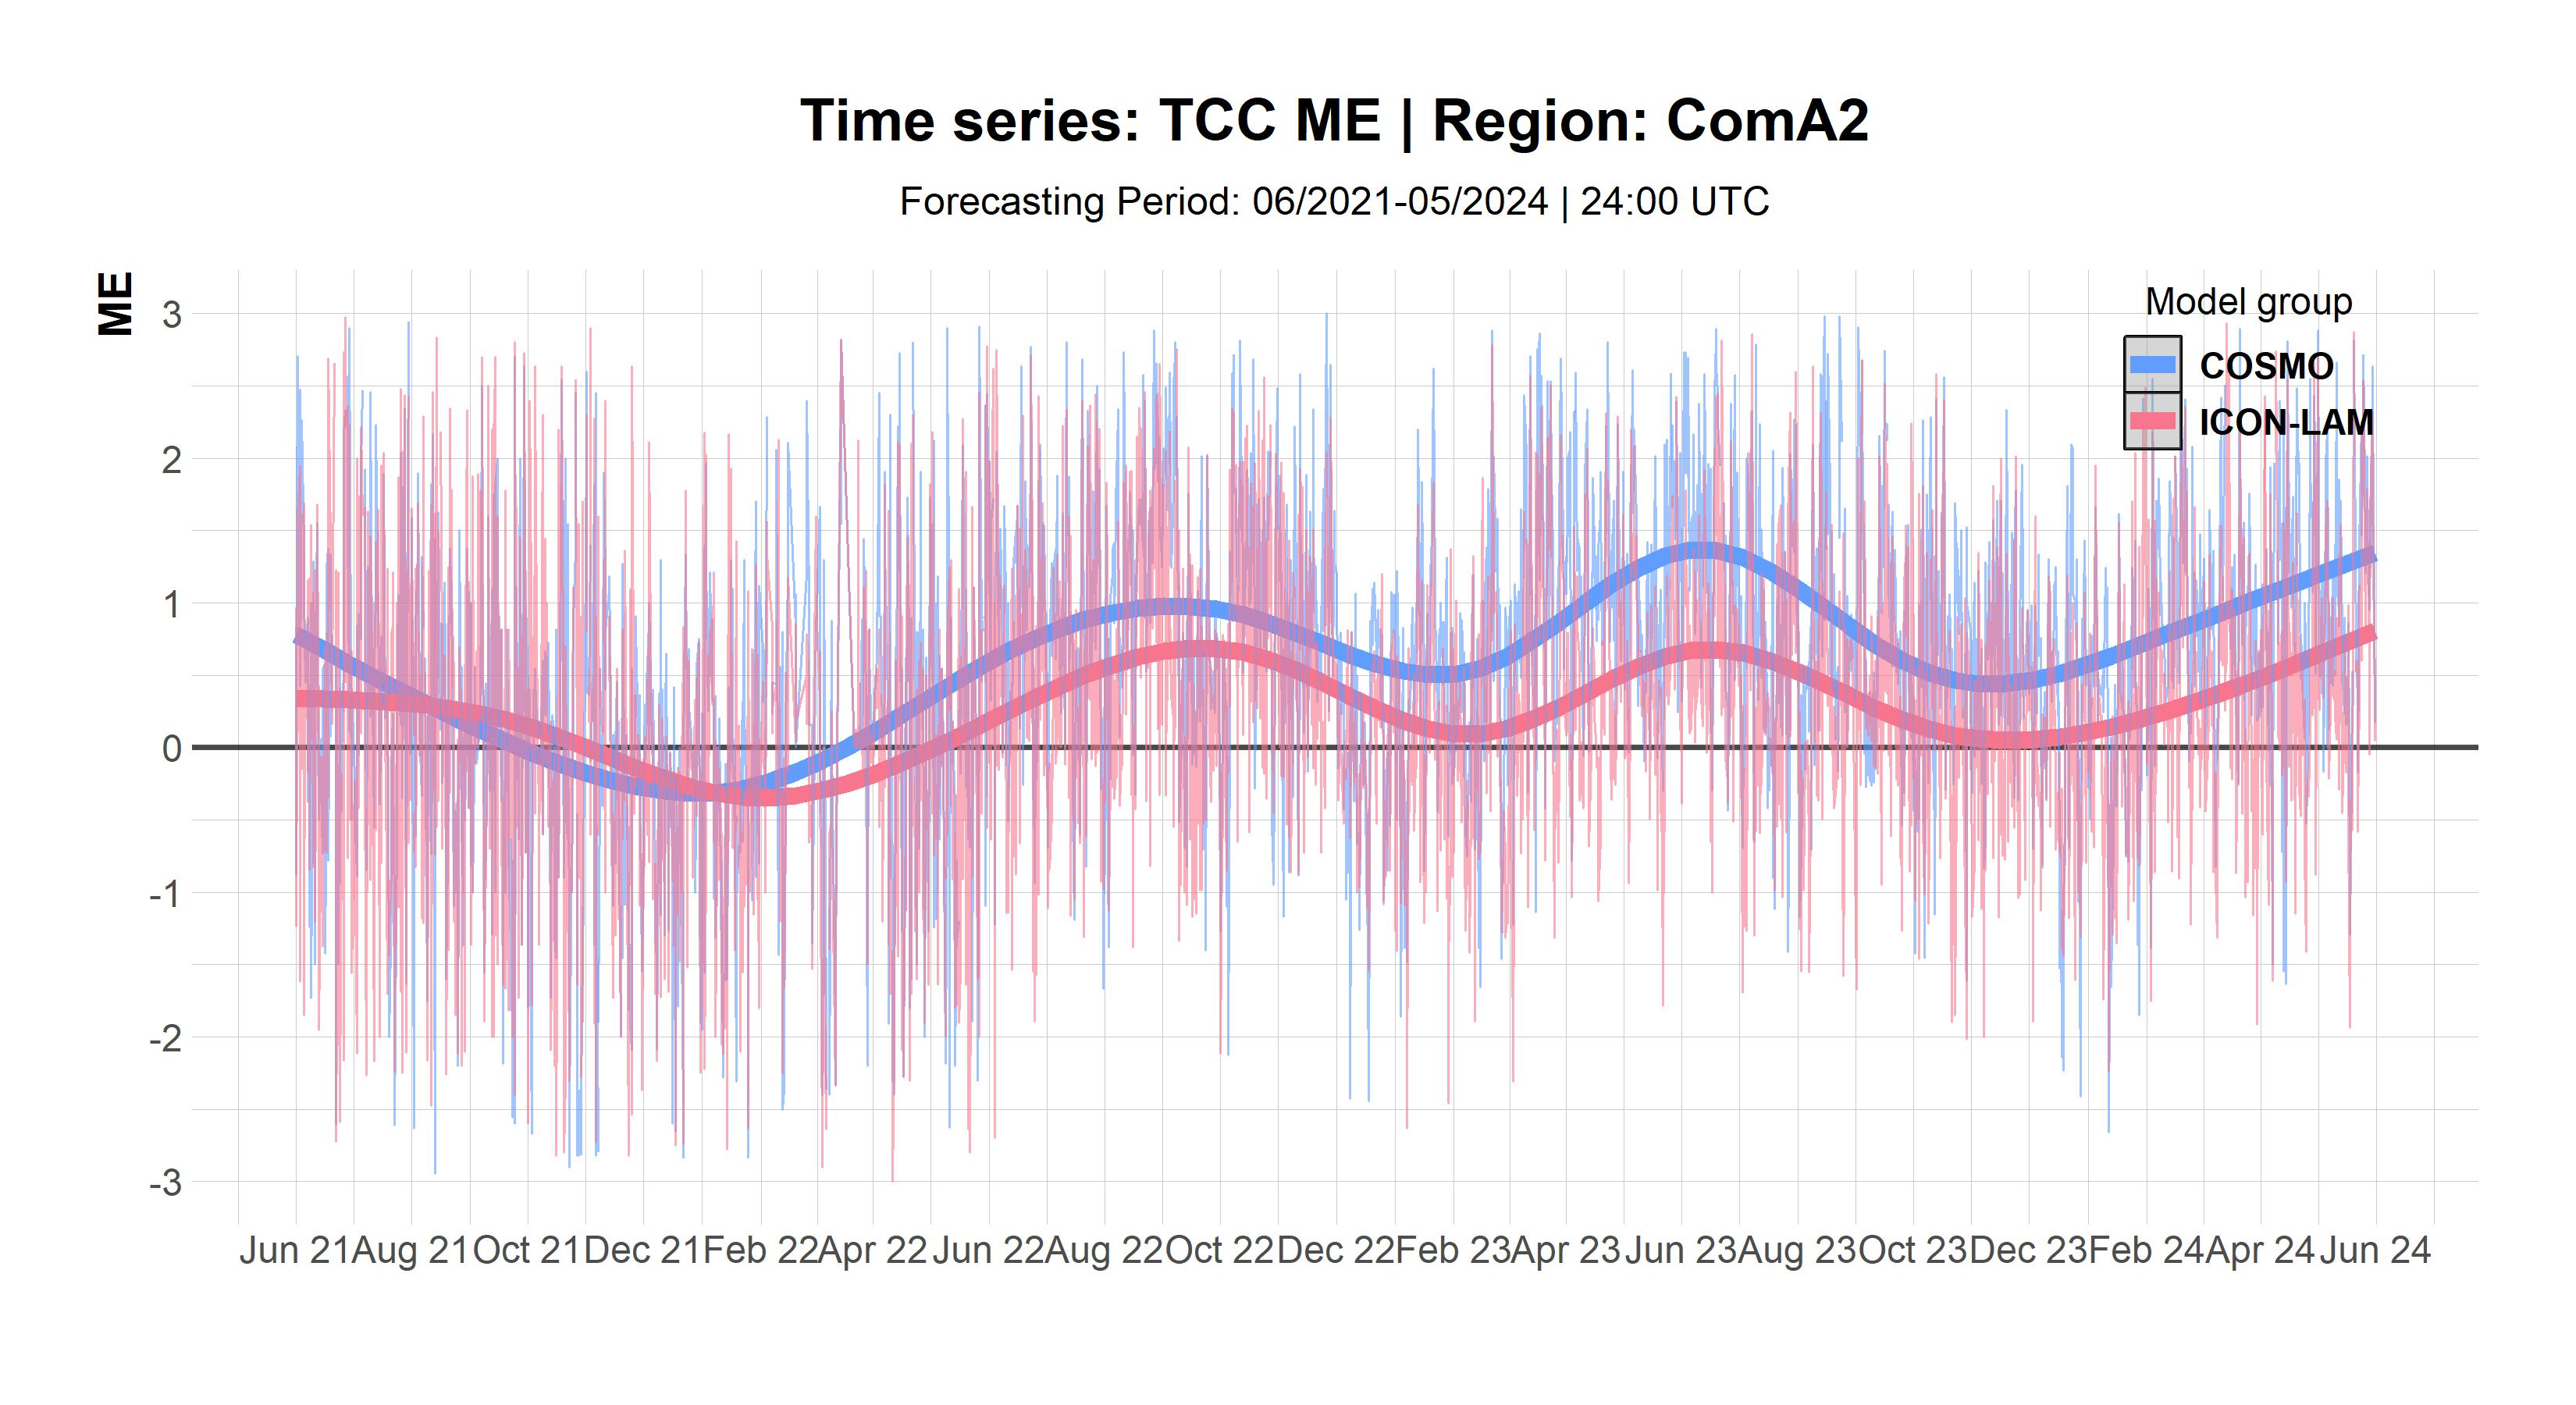 Time series: TCC ME | Region: ComA2
Forecasting Period: 06/2021-05/2024 | 24:00 UTC
ME
3
2
1
0
-1
-2
-3
Model group
COSMO
ICON-LAM
Jun 21 Aug 21 Oct 21 Dec 21 Feb 22 Apr 22 Jun 22 Aug 22 Oct 22 Dec 22 Feb 23 Apr 23 Jun 23 Aug 23 Oct 23 Dec 23 Feb 24 Apr 24 Jun 24